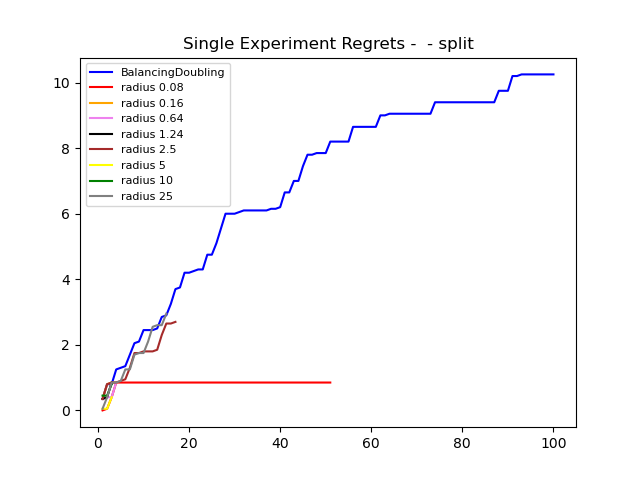 Single Experiment Regrets -  - split
BalancingDoubling
radius 0.08
radius 0.16
radius 0.64
radius 1.24
radius 2.5
radius 5
radius 10
radius 25
10
8
6
4
2
0
0 20 40 60 80 100